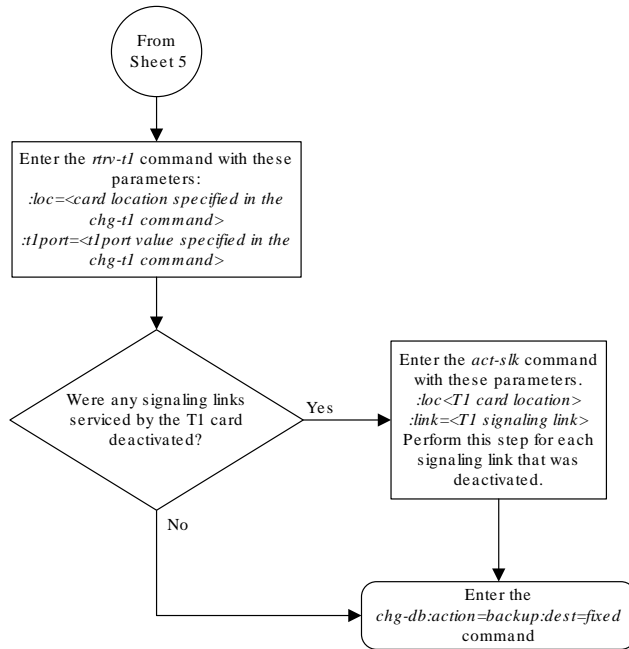 From
Sheet 5
Enter the rtrv-t1 command with these
parameters:
:loc=<card location specified in the
chg-t1 command>
:t1port=<t1port value specified in the
chg-t1 command>
Were any signaling links
serviced by the T1 card
deactivated?
Yes
Enter the act-slk command
with these parameters.
:loc<T1 card location>
:link=<T1 signaling link>
Perform this step for each
signaling link that was
deactivated.
No
Enter the
chg-db:action=backup:dest=fixed
command